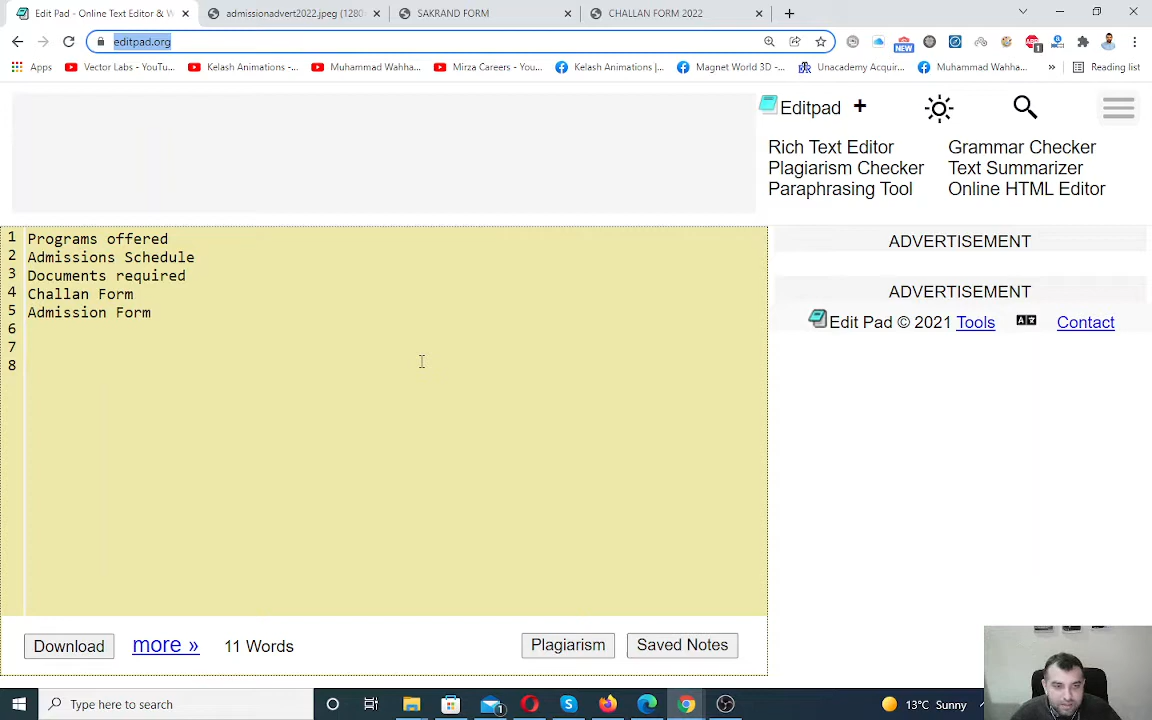 Edit Pad - Online Text Editor & W
admissionadvert2022.jpeg (1280
SAKRAND FORM
CHALLAN FORM 2022
editpad.org
NEW
1
Apps
Vector Labs - YouTu...
Kelash Animations -...
Muhammad Wahha...
Mirza Careers - You...
Kelash Animations |...
Magnet World 3D -...
Unacademy Acquir...
Muhammad Wahha...
»
Reading list
Editpad +
Rich Text Editor
Grammar Checker
Plagiarism Checker
Text Summarizer
Paraphrasing Tool
Online HTML Editor
1 Programs offered
2 Admissions Schedule
3 Documents required
4 Challan Form
5 Admission Form
6
7
8
ADVERTISEMENT
ADVERTISEMENT
Edit Pad © 2021 Tools
Contact
Download
more »
11 Words
Plagiarism
Saved Notes
Type here to search
1
13°C Sunny